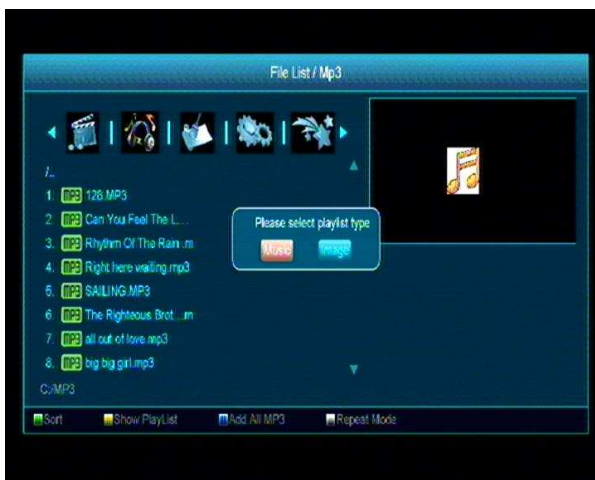 File List / Mp3
/..
1. MP3 128.MP3
2. MP3 Can You Feel The L....
3. MP3 Rhythm Of The Rain .m
4. MP3 Right here waiting.mp3
5. MP3 SAILING.MP3
6. MP3 The Righteous Brot....m
7. MP3 all out of love.mp3
8. MP3 big big girl.mp3
Please select playlist type
Music Image
C:/MP3
Sort Show PlayList Add All MP3 Repeat Mode